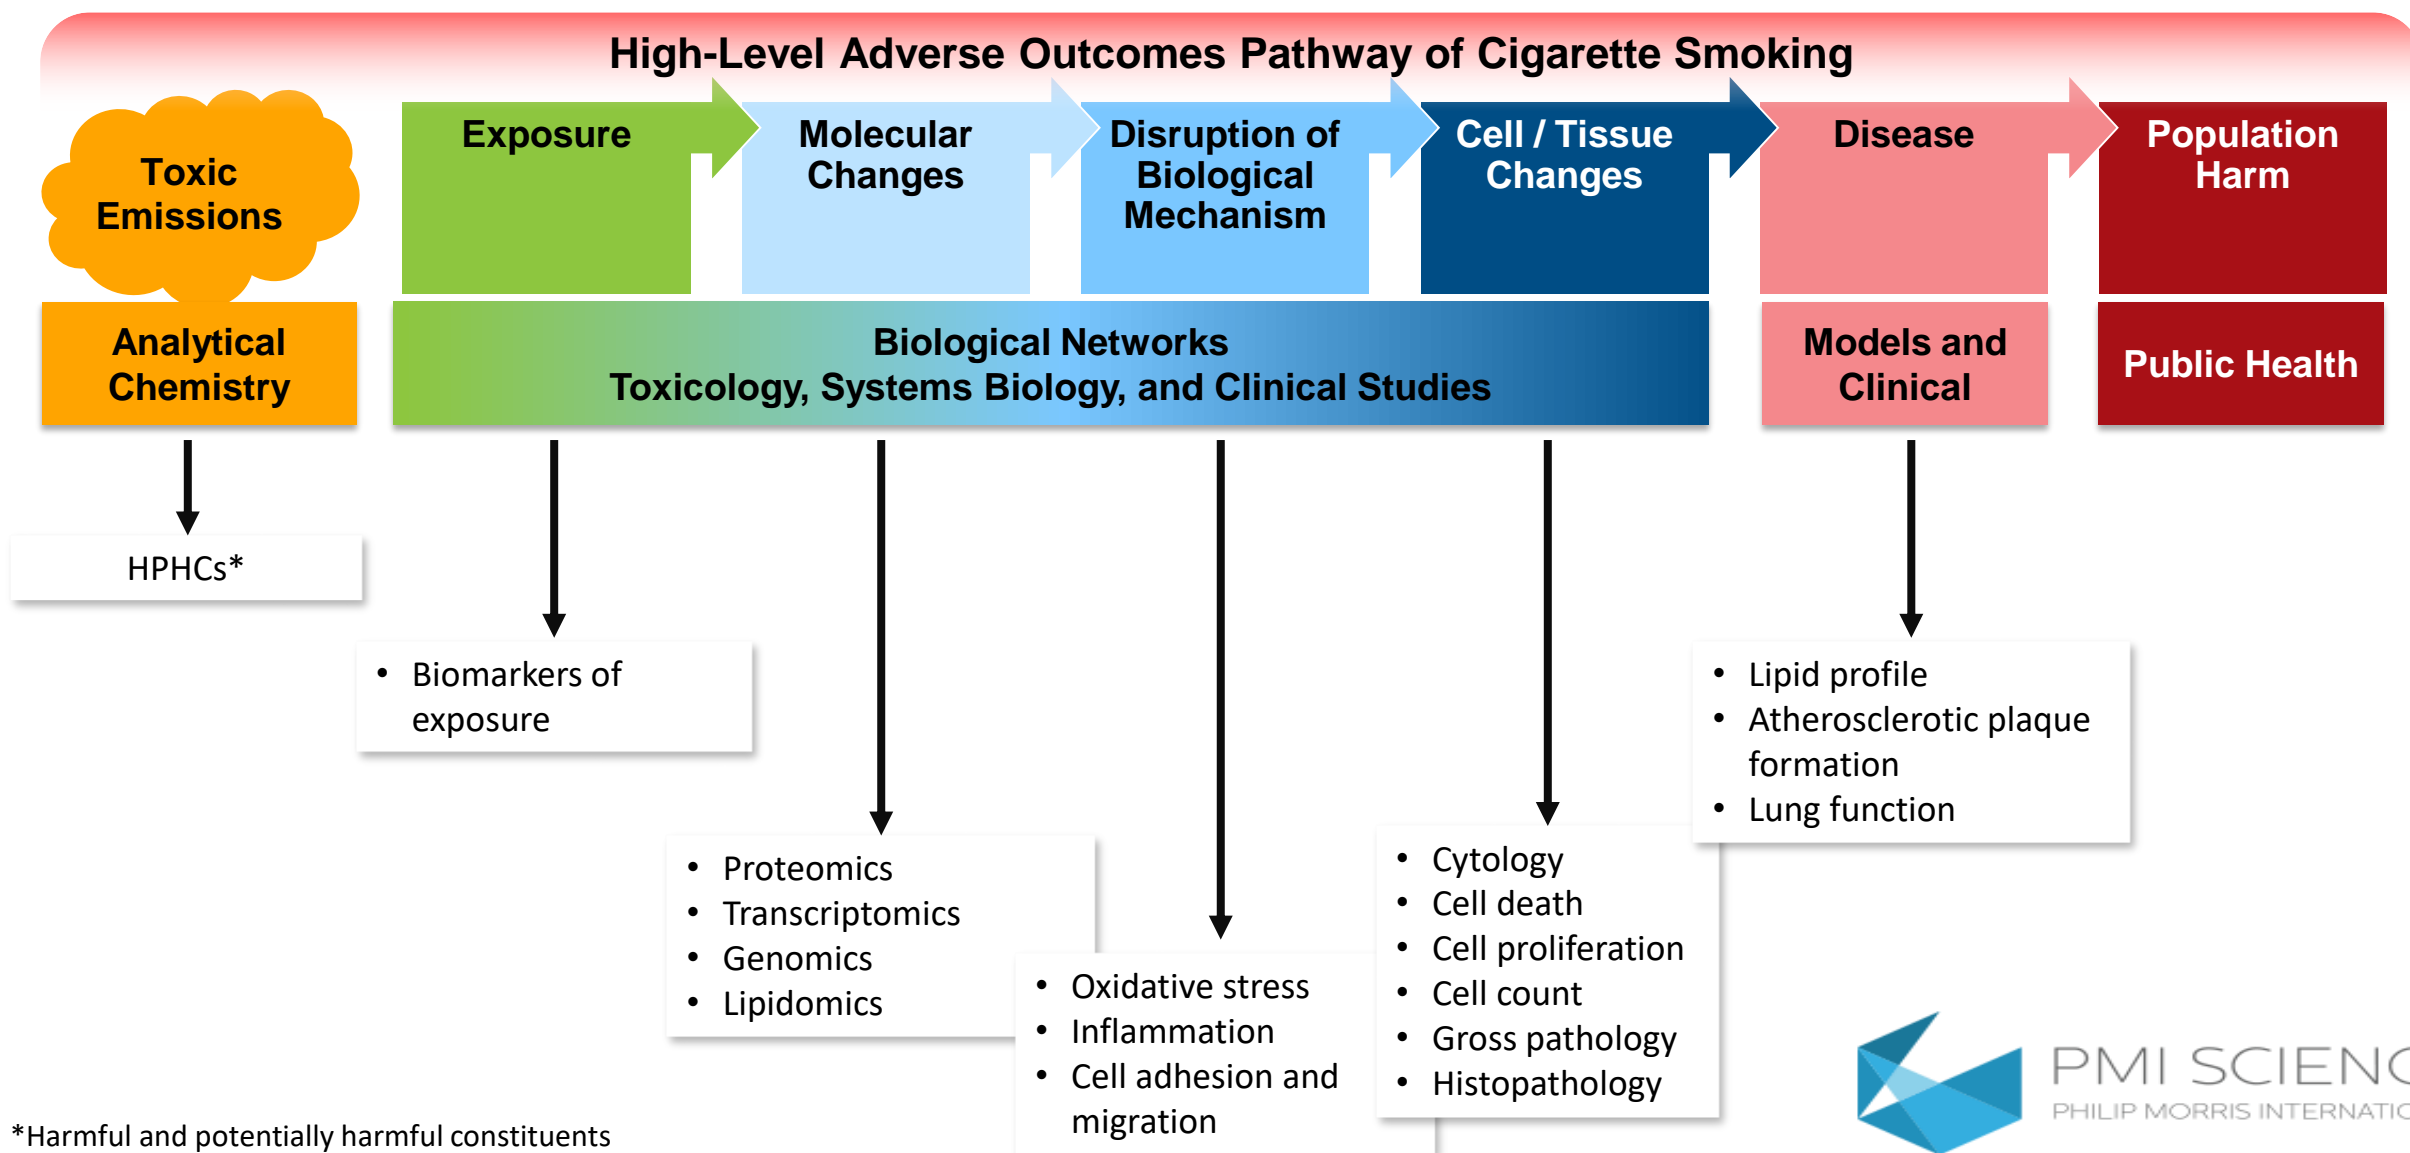 High-Level Adverse Outcomes Pathway of Cigarette Smoking
Toxic
Emissions
Exposure
Molecular
Changes
Disruption of
Biological
Mechanism
Cell / Tissue
Changes
Disease
Population
Harm
Analytical
Chemistry
Biological Networks
Toxicology, Systems Biology, and Clinical Studies
Models and
Clinical
Public Health
HPHCs*
• Biomarkers of
exposure
• Proteomics
• Transcriptomics
• Genomics
• Lipidomics
• Oxidative stress
• Inflammation
• Cell adhesion and
migration
• Cytology
• Cell death
• Cell proliferation
• Cell count
• Gross pathology
• Histopathology
• Lipid profile
• Atherosclerotic plaque
formation
• Lung function
*Harmful and potentially harmful constituents
PMI
PHILIP MORRIS